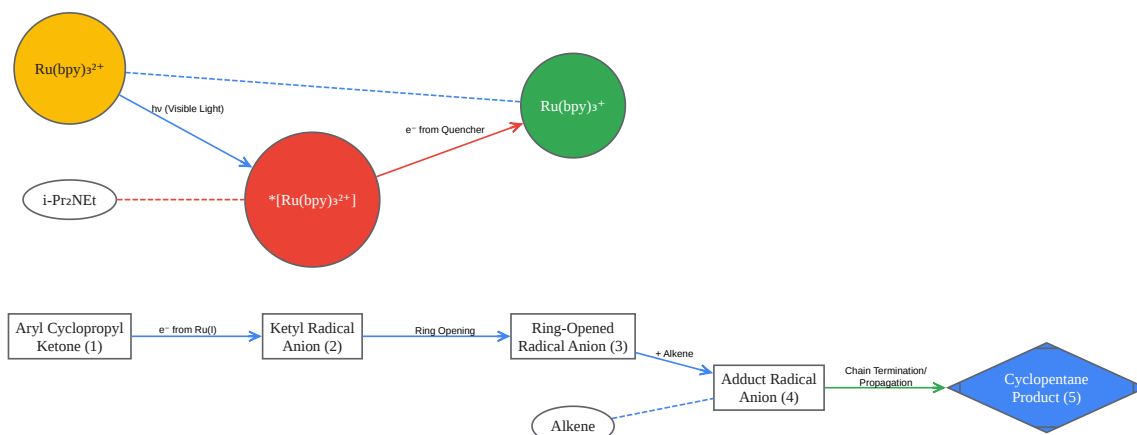 Ru(bpy)₃²⁺
Ru(bpy)₃⁺
hν (Visible Light)
e⁻ from Quencher
i-Pr₂NEt
*[Ru(bpy)₃²⁺]
Aryl Cyclopropyl
Ketone (1)
e⁻ from Ru(I)
Ketyl Radical
Anion (2)
Ring Opening
Ring-Opened
Radical Anion (3)
+ Alkene
Adduct Radical
Anion (4)
Chain Termination/
Propagation
Cyclopentane
Product (5)
Alkene